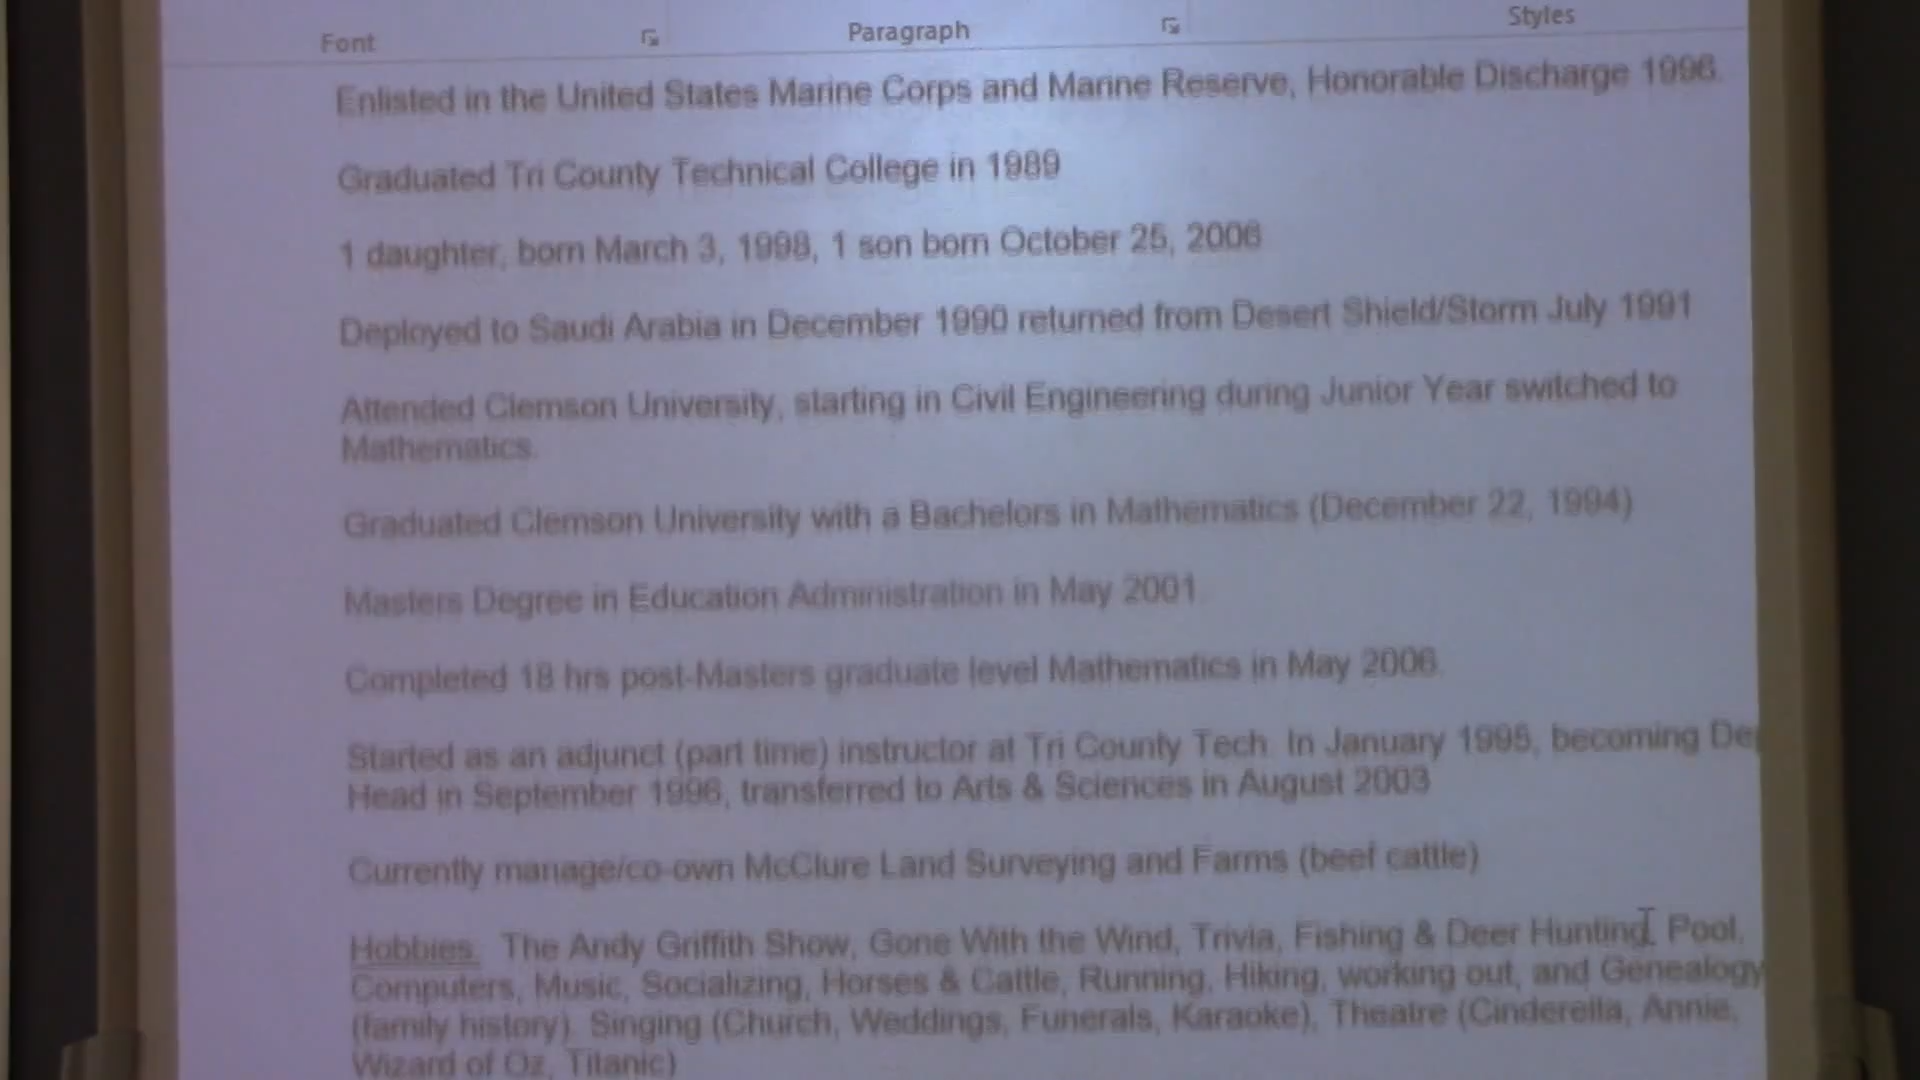 Font Paragraph Styles
Enlisted in the United States Marine Corps and Marine Reserve, Honorable Discharge 1996.
Graduated Tri County Technical College in 1989
1 daughter, born March 3, 1998, 1 son born October 25, 2006
Deployed to Saudi Arabia in December 1990 returned from Desert Shield/Storm July 1991
Attended Clemson University, starting in Civil Engineering during Junior Year switched to
Mathematics.
Graduated Clemson University with a Bachelors in Mathematics (December 22, 1994)
Masters Degree in Education Administration in May 2001
Completed 18 hrs post-Masters graduate level Mathematics in May 2006.
Started as an adjunct (part time) instructor at Tri County Tech. In January 1995, becoming De
Head in September 1996, transferred to Arts & Sciences in August 2003
Currently manage/co-own McClure Land Surveying and Farms (beef cattle)
Hobbies: The Andy Griffith Show, Gone With the Wind, Trivia, Fishing & Deer Hunting, Pool,
Computers, Music, Socializing, Horses & Cattle, Running, Hiking, working out, and Genealogy
(family history). Singing (Church, Weddings, Funerals, Karaoke), Theatre (Cinderella, Annie,
Wizard of Oz, Titanic)